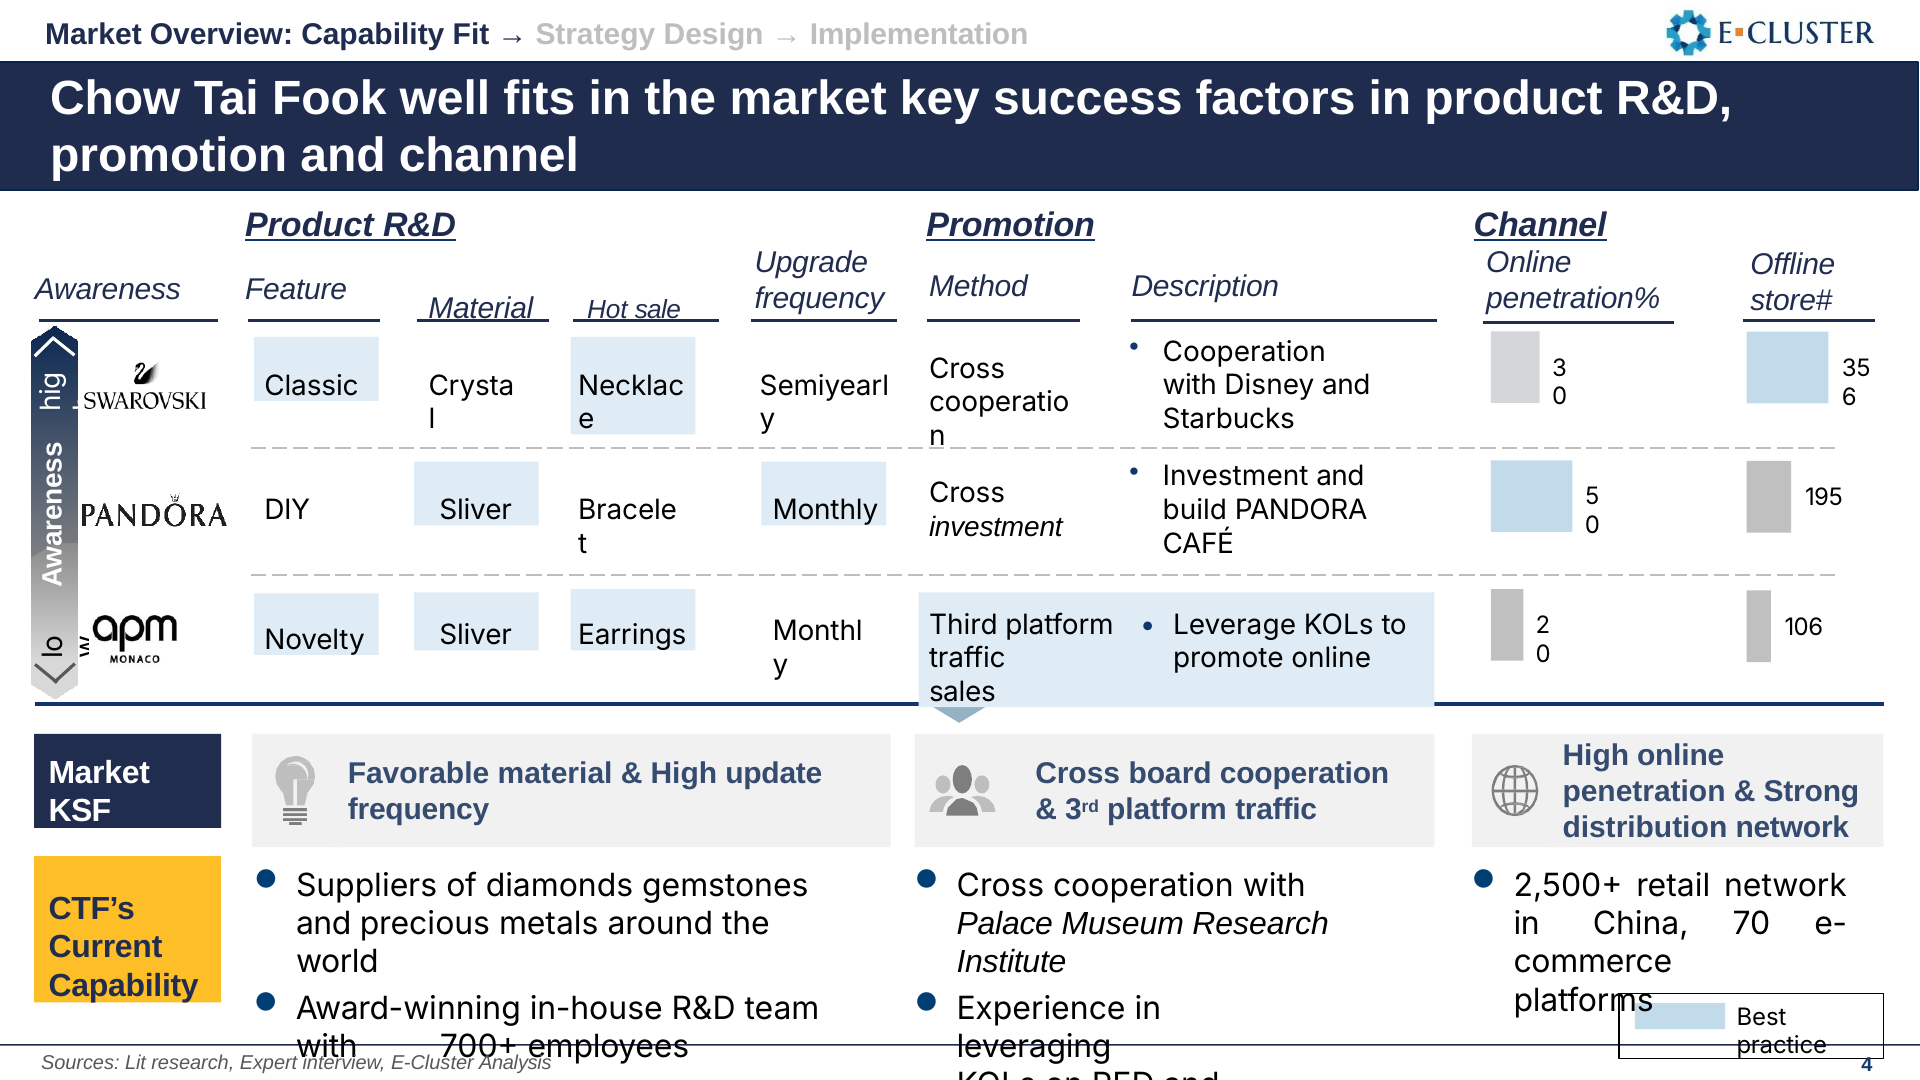 Market Overview: Capability Fit → Strategy Design → Implementation
E-CLUSTER
Chow Tai Fook well fits in the market key success factors in product R&D,
promotion and channel
Product R&D
Promotion
Channel
Awareness
Feature
Material
Hot sale
Upgrade
frequency
Method
Description
Online
penetration%
Offline
store#
hig
Awareness
lo
w
SWAROVSKI
Classic
Crysta
l
Necklac
e
Semiyearl
y
Cross
cooperatio
n
• Cooperation
with Disney and
Starbucks
3
0
35
6
PANDÖRA
DIY
Sliver
Bracele
t
Monthly
Cross
investment
• Investment and
build PANDORA
CAFÉ
5
0
195
apm
MONACO
Novelty
Sliver
Earrings
Monthl
y
Third platform
traffic
sales
• Leverage KOLs to
promote online
2
0
106
Market
KSF
Favorable material & High update
frequency
Cross board cooperation
& 3rd platform traffic
High online
penetration & Strong
distribution network
CTF’s
Current
Capability
• Suppliers of diamonds gemstones
and precious metals around the
world
• Award-winning in-house R&D team
with 700+ employees
• Cross cooperation with
Palace Museum Research
Institute
• Experience in
leveraging
KOLs on RED and
• 2,500+ retail network
in China, 70 e-
commerce
platforms
Best
practice
Sources: Lit research, Expert interview, E-Cluster Analysis
4